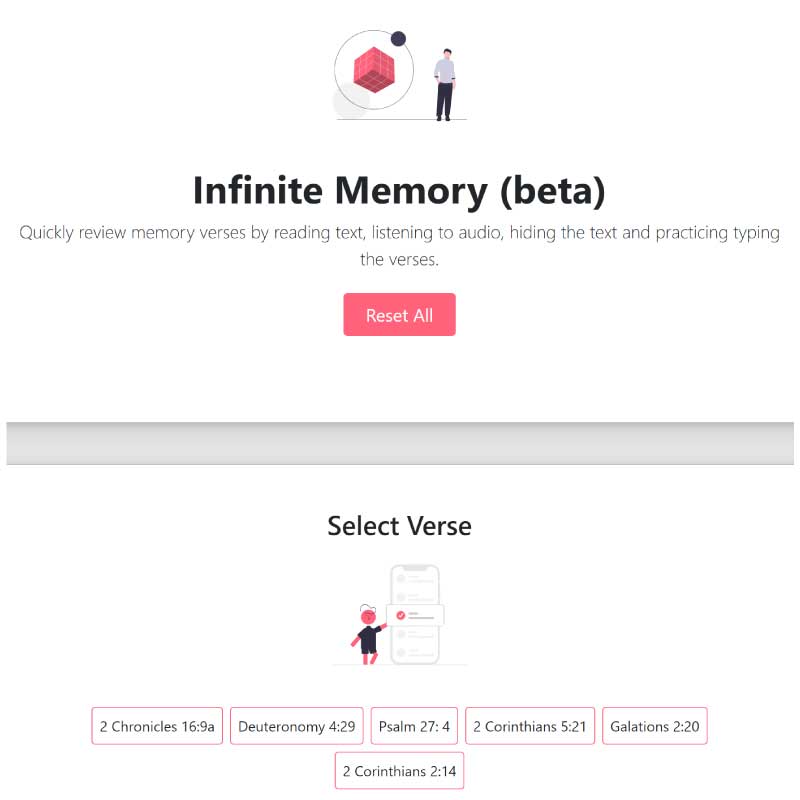 Infinite Memory (beta)
Quickly review memory verses by reading text, listening to audio, hiding the text and practicing typing
the verses.
Reset All
Select Verse
2 Chronicles 16:9a Deuteronomy 4:29 Psalm 27: 4 2 Corinthians 5:21 Galations 2:20
2 Corinthians 2:14